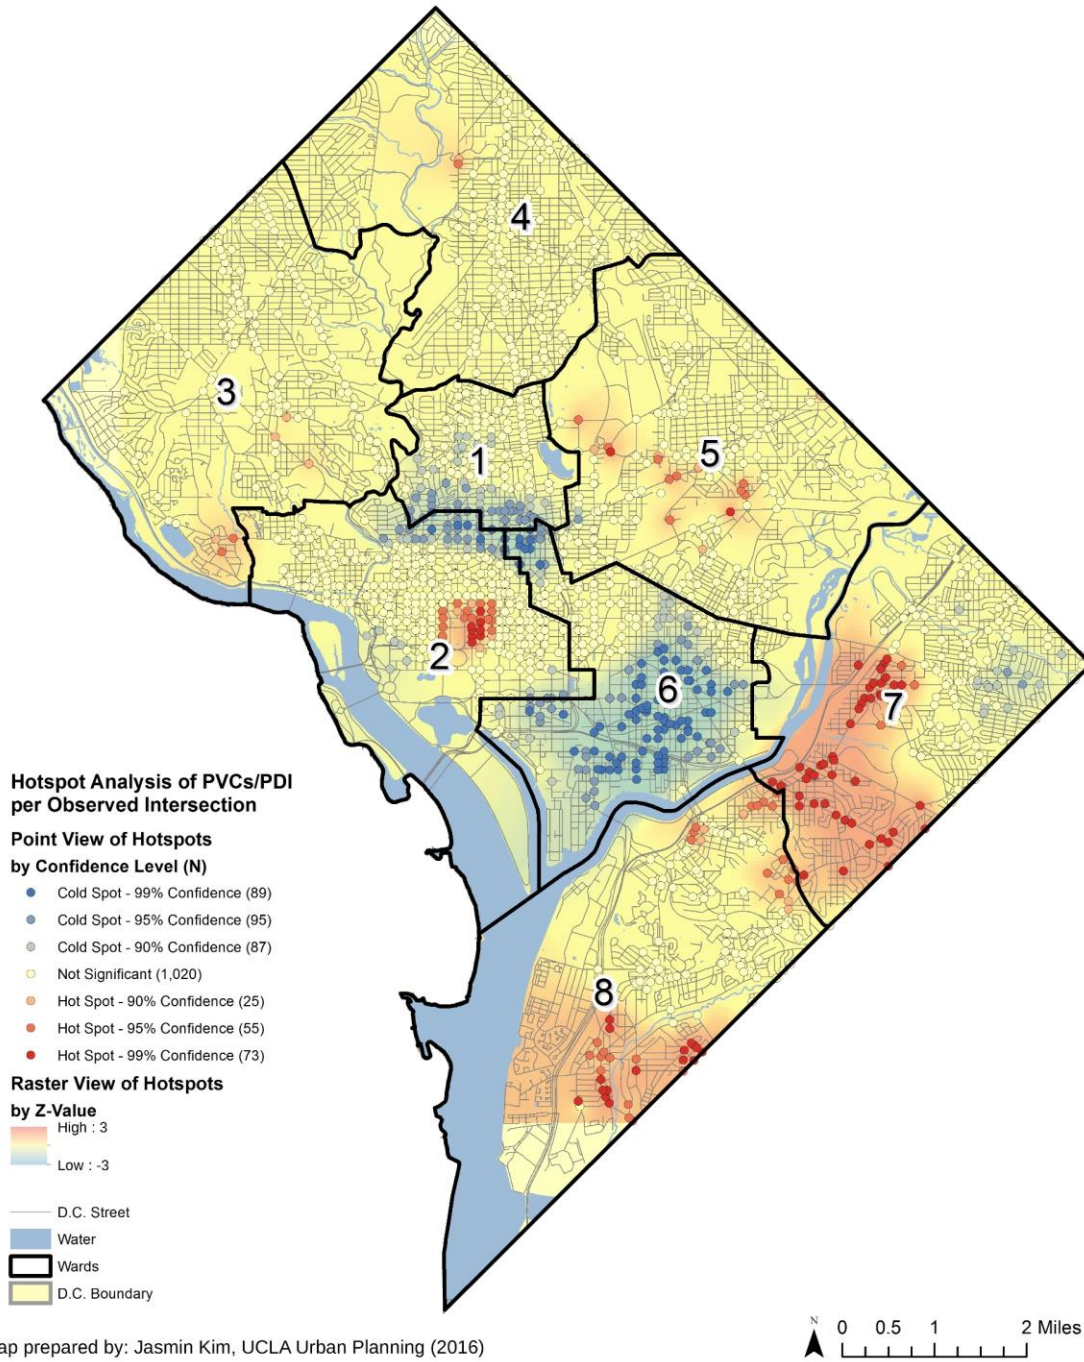 4
3
1
5
2
6
7
8
Hotspot Analysis of PVCs/PDI
per Observed Intersection
Point View of Hotspots
by Confidence Level (N)
Cold Spot - 99% Confidence (89)
Cold Spot - 95% Confidence (95)
Cold Spot - 90% Confidence (87)
Not Significant (1,020)
Hot Spot - 90% Confidence (25)
Hot Spot - 95% Confidence (55)
Hot Spot - 99% Confidence (73)
Raster View of Hotspots
by Z-Value
High : 3
Low : -3
D.C. Street
Water
Wards
D.C. Boundary
ap prepared by: Jasmin Kim, UCLA Urban Planning (2016)
N
0 0.5 1 2 Miles